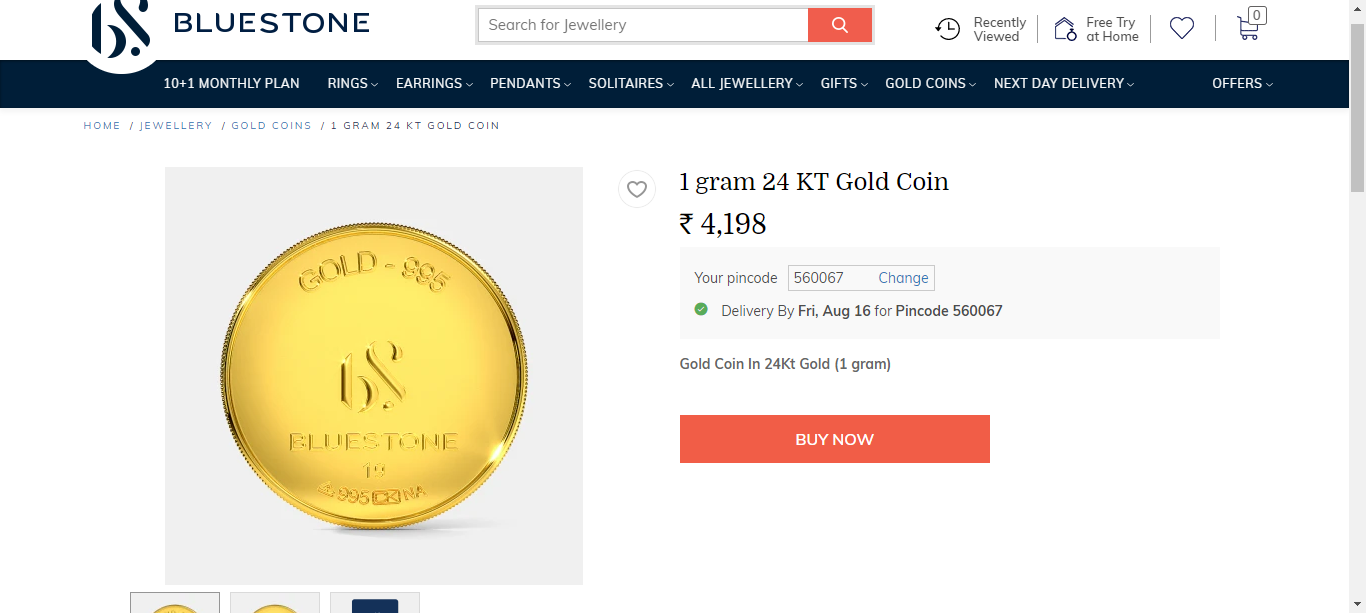 BLUESTONE
Search for Jewellery
Recently
Viewed
Free Try
at Home
0
10+1 MONTHLY PLAN RINGS EARRINGS PENDANTS SOLITAIRES ALL JEWELLERY GIFTS GOLD COINS NEXT DAY DELIVERY OFFERS
HOME / JEWELLERY / GOLD COINS / 1 GRAM 24 KT GOLD COIN
GOLD - 995
BS
BLUESTONE
1g
995 CK NA
1 gram 24 KT Gold Coin
₹ 4,198
Your pincode 560067 Change
Delivery By Fri, Aug 16 for Pincode 560067
Gold Coin In 24Kt Gold (1 gram)
BUY NOW